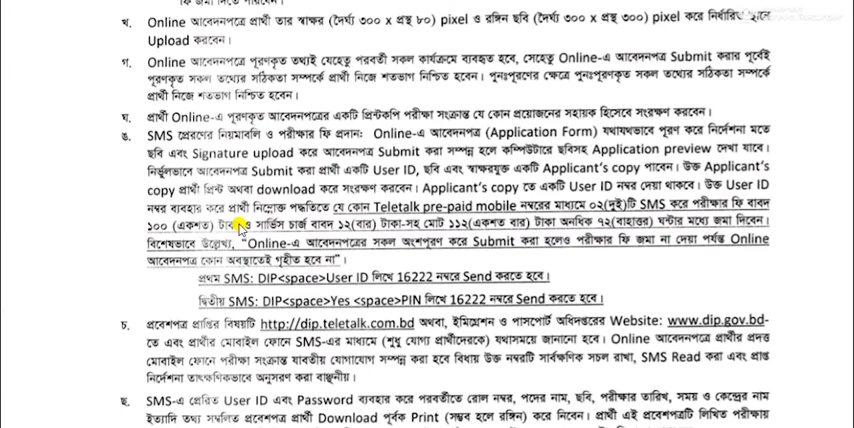 ফি জমা দিতে পারবেন।
খ. Online আবেদনপত্রে প্রার্থী তার স্বাক্ষর (দৈর্ঘ্য ৩০০ x প্রস্থ ৮০) pixel ও রঙ্গিন ছবি (দৈর্ঘ্য ৩০০ x প্রস্থ ৩০০) pixel করে নির্ধারিত স্থানে
Upload করবেন।
গ. Online আবেদনপত্রে পূরণকৃত তথ্যই যেহেতু পরবর্তী সকল কার্যক্রমে ব্যবহৃত হবে, সেহেতু Online-এ আবেদনপত্র Submit করার পূর্বেই
পূরণকৃত সকল তথ্যের সঠিকতা সম্পর্কে প্রার্থী নিজে শতভাগ নিশ্চিত হবেন। পুনঃপূরণের ক্ষেত্রে পুনঃপূরণকৃত সকল তথ্যের সঠিকতা সম্পর্কে
প্রার্থী নিজে শতভাগ নিশ্চিত হবেন।
ঘ. প্রার্থী Online-এ পূরণকৃত আবেদনপত্রের একটি প্রিন্টকপি পরীক্ষা সংক্রান্ত যে কোন প্রয়োজনের সহায়ক হিসেবে সংরক্ষণ করবেন।
ঙ. SMS প্রেরণের নিয়মাবলি ও পরীক্ষার ফি প্রদান: Online-এ আবেদনপত্র (Application Form) যথাযথভাবে পূরণ করে নির্দেশনা মতে
ছবি এবং Signature upload করে আবেদনপত্র Submit করা সম্পন্ন হলে কম্পিউটারে ছবিসহ Application preview দেখা যাবে।
নির্ভুলভাবে আবেদনপত্র Submit করা প্রার্থী একটি User ID, ছবি এবং স্বাক্ষরযুক্ত একটি Applicant's copy পাবেন। উক্ত Applicant's
copy প্রার্থী প্রিন্ট অথবা download করে সংরক্ষণ করবেন। Applicant's copy তে একটি User ID নম্বর দেয়া থাকবে। উক্ত User ID
নম্বর ব্যবহার করে প্রার্থী নিম্নোক্ত পদ্ধতিতে যে কোন Teletalk pre-paid mobile নম্বরের মাধ্যমে ০২(দুই)টি SMS করে পরীক্ষার ফি বাবদ
১০০ (একশত) টাকা ও সার্ভিস চার্জ বাবদ ১২(বার) টাকা-সহ মোট ১১২(একশত বার) টাকা অনধিক ৭২(বাহাত্তর) ঘন্টার মধ্যে জমা দিবেন।
বিশেষভাবে উল্লেখ্য, “Online-এ আবেদনপত্রের সকল অংশপূরণ করে Submit করা হলেও পরীক্ষার ফি জমা না দেয়া পর্যন্ত Online
আবেদনপত্র কোন অবস্থাতেই গৃহীত হবে না”।
প্রথম SMS: DIP<space>User ID লিখে 16222 নম্বরে Send করতে হবে।
দ্বিতীয় SMS: DIP<space>Yes <space>PIN লিখে 16222 নম্বরে Send করতে হবে।
চ. প্রবেশপত্র প্রাপ্তির বিষয়টি http://dip.teletalk.com.bd অথবা, ইমিগ্রেশন ও পাসপোর্ট অধিদপ্তরের Website: www.dip.gov.bd-
তে এবং প্রার্থীর মোবাইল ফোনে SMS-এর মাধ্যমে (শুধু যোগ্য প্রার্থীদেরকে) যথাসময়ে জানানো হবে। Online আবেদনপত্রে প্রার্থীর প্রদত্ত
মোবাইল ফোনে পরীক্ষা সংক্রান্ত যাবতীয় যোগাযোগ সম্পন্ন করা হবে বিধায় উক্ত নম্বরটি সার্বক্ষণিক সচল রাখা, SMS Read করা এবং প্রাপ্ত
নির্দেশনা তাৎক্ষণিকভাবে অনুসরণ করা বাঞ্ছনীয়।
ছ. SMS-এ প্রেরিত User ID এবং Password ব্যবহার করে পরবর্তীতে রোল নম্বর, পদের নাম, ছবি, পরীক্ষার তারিখ, সময় ও কেন্দ্রের নাম
ইত্যাদি তথ্য সম্বলিত প্রবেশপত্র প্রার্থী Download পূর্বক Print (সম্ভব হলে রঙ্গিন) করে নিবেন। প্রার্থী এই প্রবেশপত্রটি লিখিত পরীক্ষায়